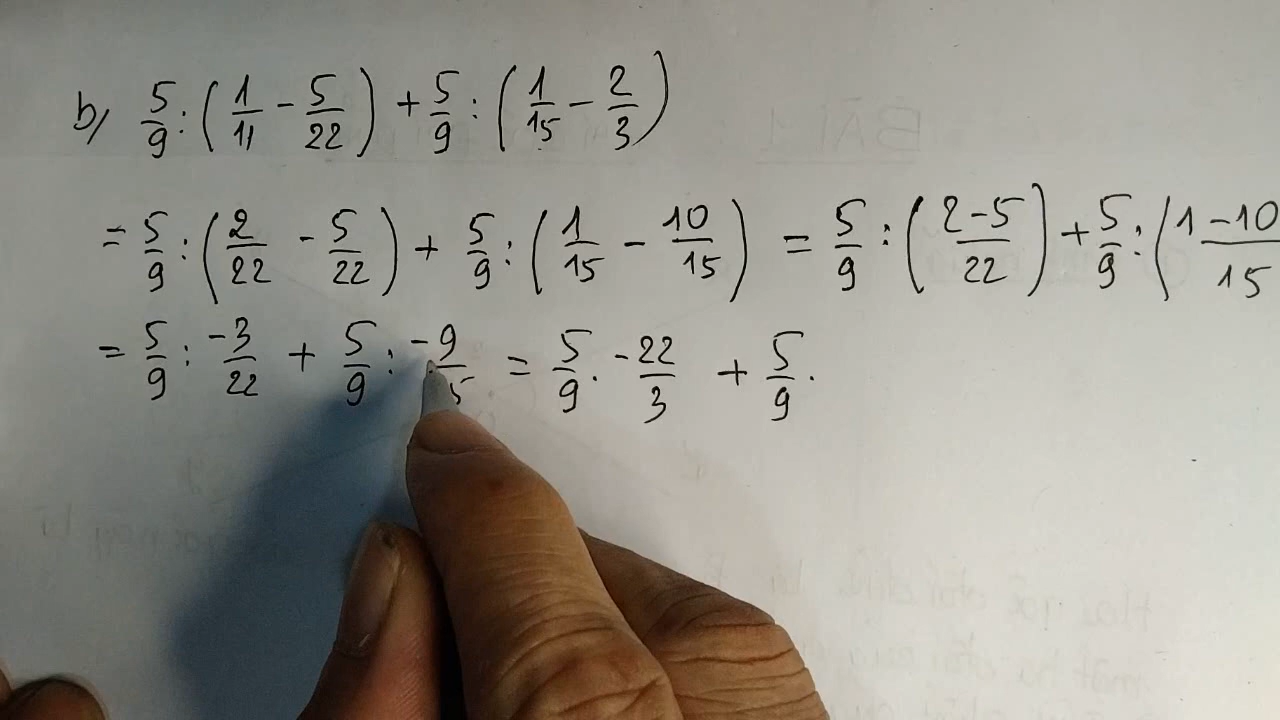 b) 5/9 : (1/11 - 5/22) + 5/9 : (1/15 - 2/3)
= 5/9 : (2/22 - 5/22) + 5/9 : (1/15 - 10/15) = 5/9 : (2-5/22) + 5/9 : (1-10/15
= 5/9 : -3/22 + 5/9 : -9/5 = 5/9 . -22/3 + 5/9 .